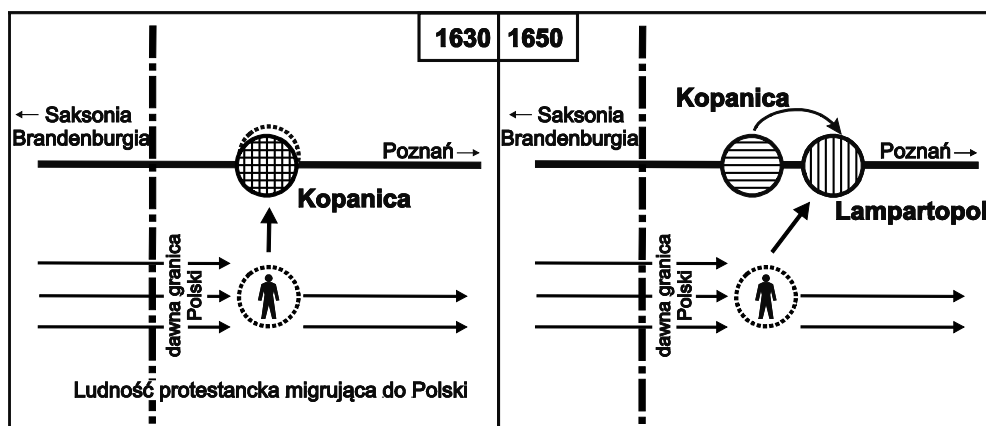 1630
1650
← Saksonia
Brandenburgia
Poznań →
Kopanica
dawna granica
Polski
Ludność protestancka migrująca do Polski
← Saksonia
Brandenburgia
Kopanica
Poznań →
Lampartopol
dawna granica
Polski